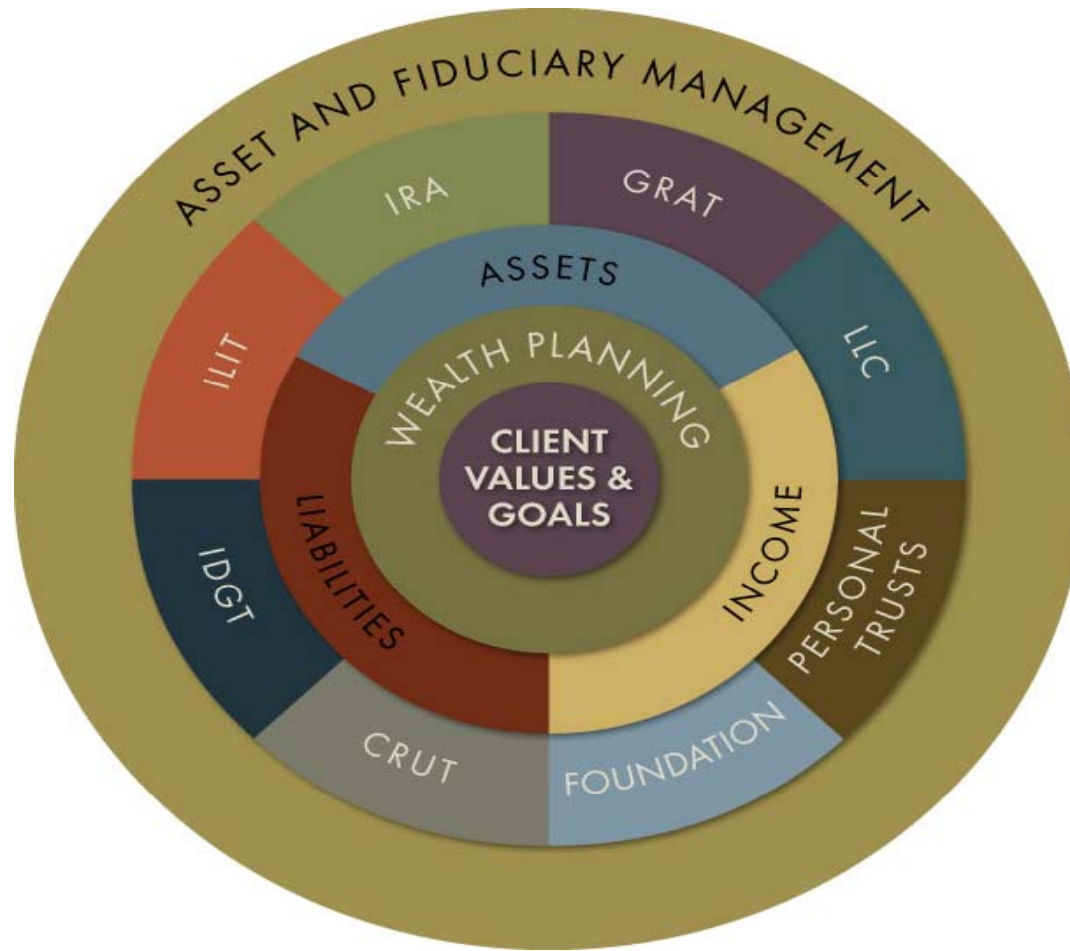 ASSET AND FIDUCIARY MANAGEMENT
IRA
GRAT
LLC
PERSONAL
TRUSTS
FOUNDATION
CRUT
IDGT
ILIT
ASSETS
INCOME
LIABILITIES
WEALTH PLANNING
CLIENT
VALUES &
GOALS